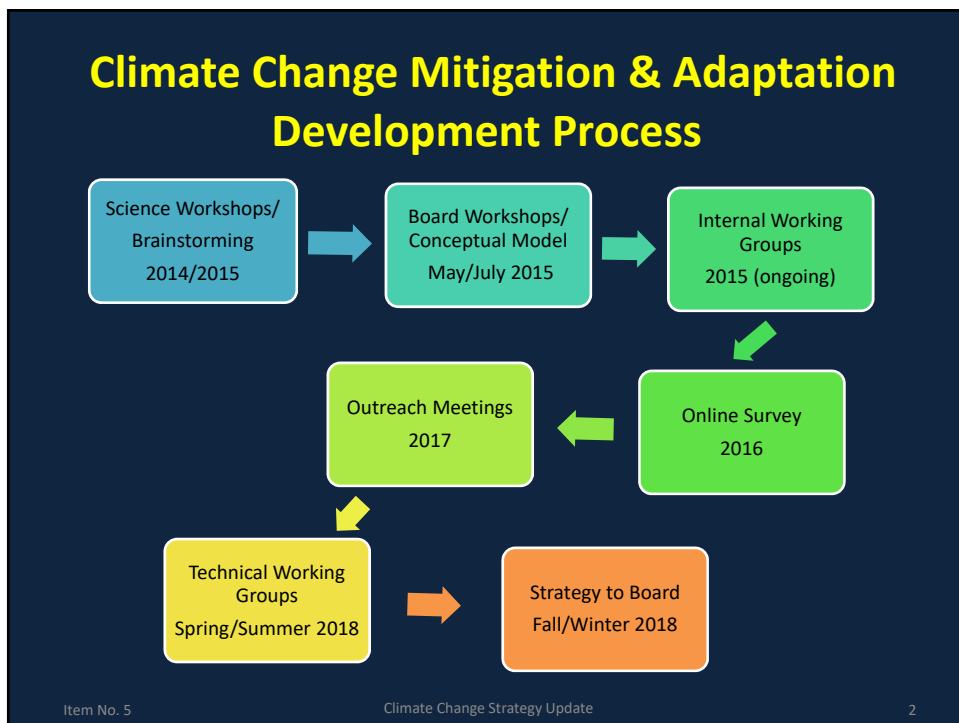 Climate Change Mitigation & Adaptation
Development Process
Science Workshops/
Brainstorming
2014/2015
Board Workshops/
Conceptual Model
May/July 2015
Internal Working
Groups
2015 (ongoing)
Online Survey
2016
Outreach Meetings
2017
Technical Working
Groups
Spring/Summer 2018
Strategy to Board
Fall/Winter 2018
Item No. 5
Climate Change Strategy Update
2